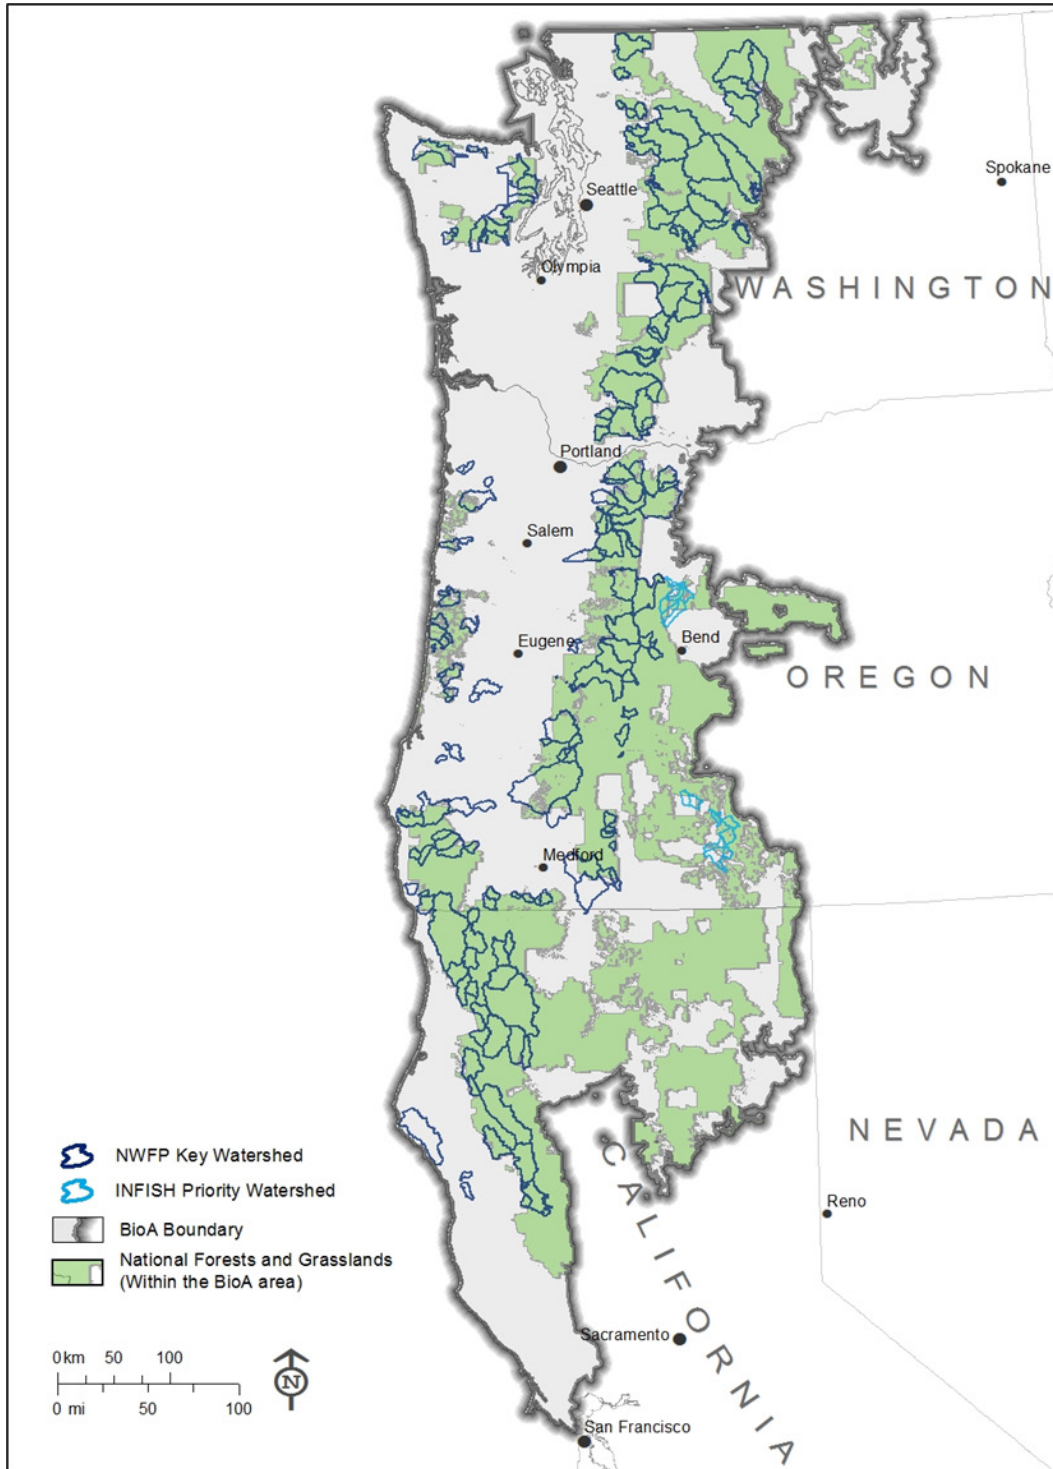 Spokane
Seattle
Olympia
WASHINGTON
Portland
Salem
Eugene
Bend
OREGON
Medford
NEVADA
NWFP Key Watershed
INFISH Priority Watershed
BioA Boundary
National Forests and Grasslands
(Within the BioA area)
Reno
CALIFORNIA
Sacramento
0 km 50 100
0 mi 50 100
N
San Francisco